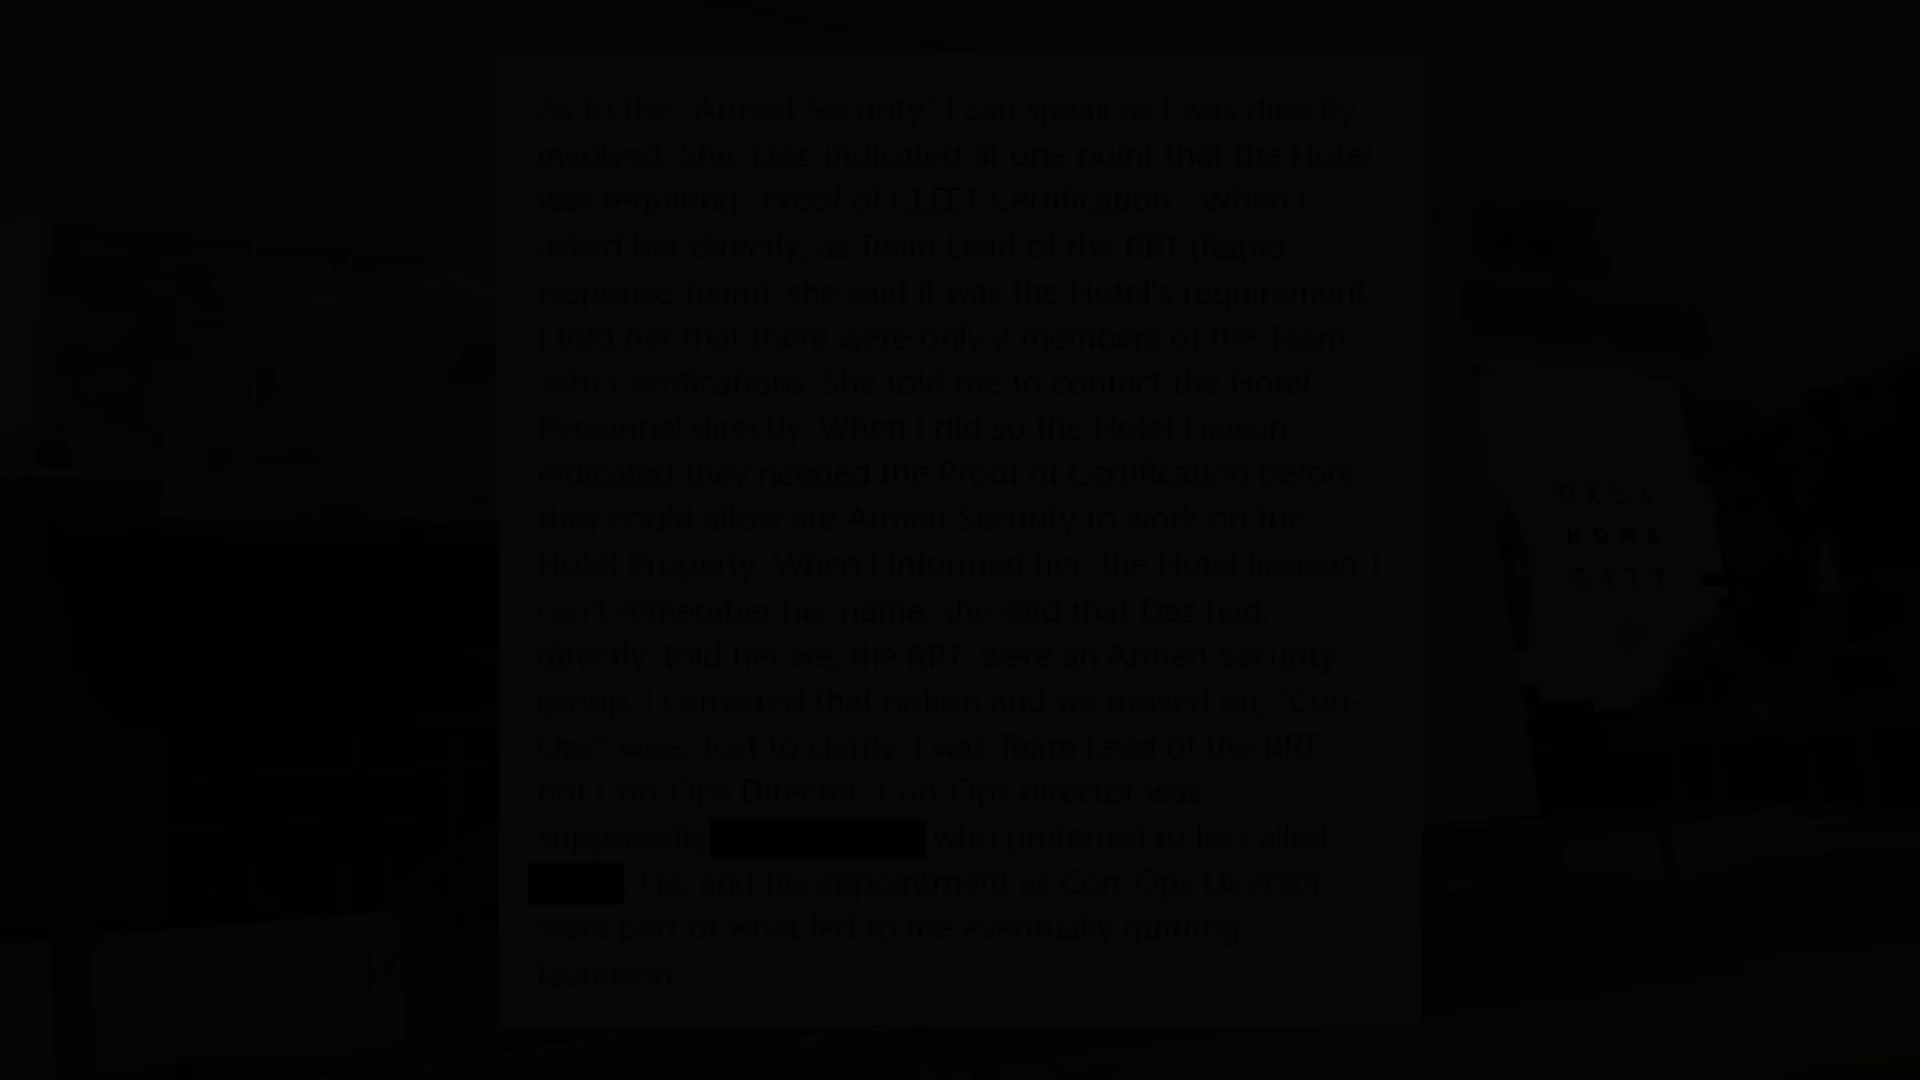 As to the "Armed Security" I can speak as I was directly
involved. She, Dez, indicated at one point that the Hotel
was requiring "Proof of CLEET Certification". When I
asked her directly, as Team Lead of the RRT (Rapid
response Team), she said it was the Hotel's requirement
I told her that there were only 2 members of the Team
with Certifications. She told me to contact the Hotel
Personnel directly. When I did so the Hotel Liaison
indicated they needed the Proof of Certification before
they could allow are Armed Security to work on the
Hotel Property. When I informed her, the Hotel liasison I
can't remember her name, she said that Dez had,
directly, told her we, the RRT, were an Armed Security
group. I corrected that notion and we moved on, "Con-
Ops" wise. Just to clarify. I was Team Lead of the RRT,
not Con-Ops Director. Con-Ops director was
supposedly who preferred to be called
He, and his appointment as Con-Ops Director
were part of what led to me eventually quitting
Izumicon
OKLA
HOMA
CITY